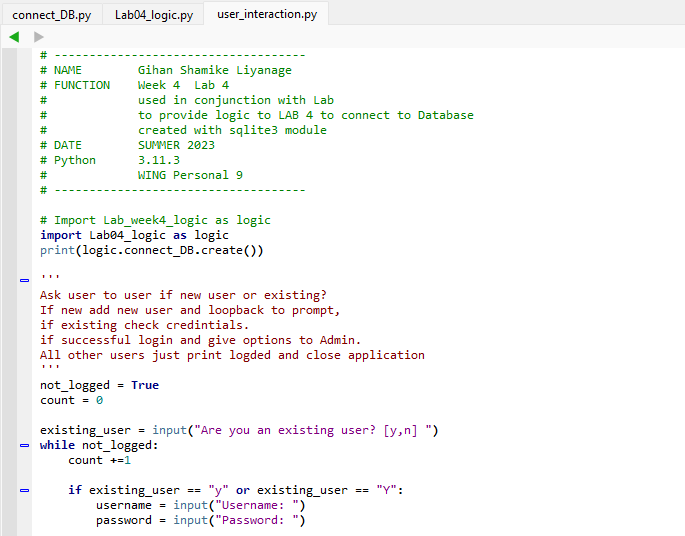 connect_DB.py Lab04_logic.py user_interaction.py
# ------------------------------------
# NAME        Gihan Shamike Liyanage
# FUNCTION    Week 4  Lab 4
#             used in conjunction with Lab
#             to provide logic to LAB 4 to connect to Database
#             created with sqlite3 module
# DATE        SUMMER 2023
# Python      3.11.3
#             WING Personal 9
# ------------------------------------
# Import Lab_week4_logic as logic
import Lab04_logic as logic
print(logic.connect_DB.create())
'''
Ask user to user if new user or existing?
If new add new user and loopback to prompt,
if existing check credintials.
if successful login and give options to Admin.
All other users just print logded and close application
'''
not_logged = True
count = 0
existing_user = input("Are you an existing user? [y,n] ")
while not_logged:
    count +=1
    if existing_user == "y" or existing_user == "Y":
        username = input("Username: ")
        password = input("Password: ")